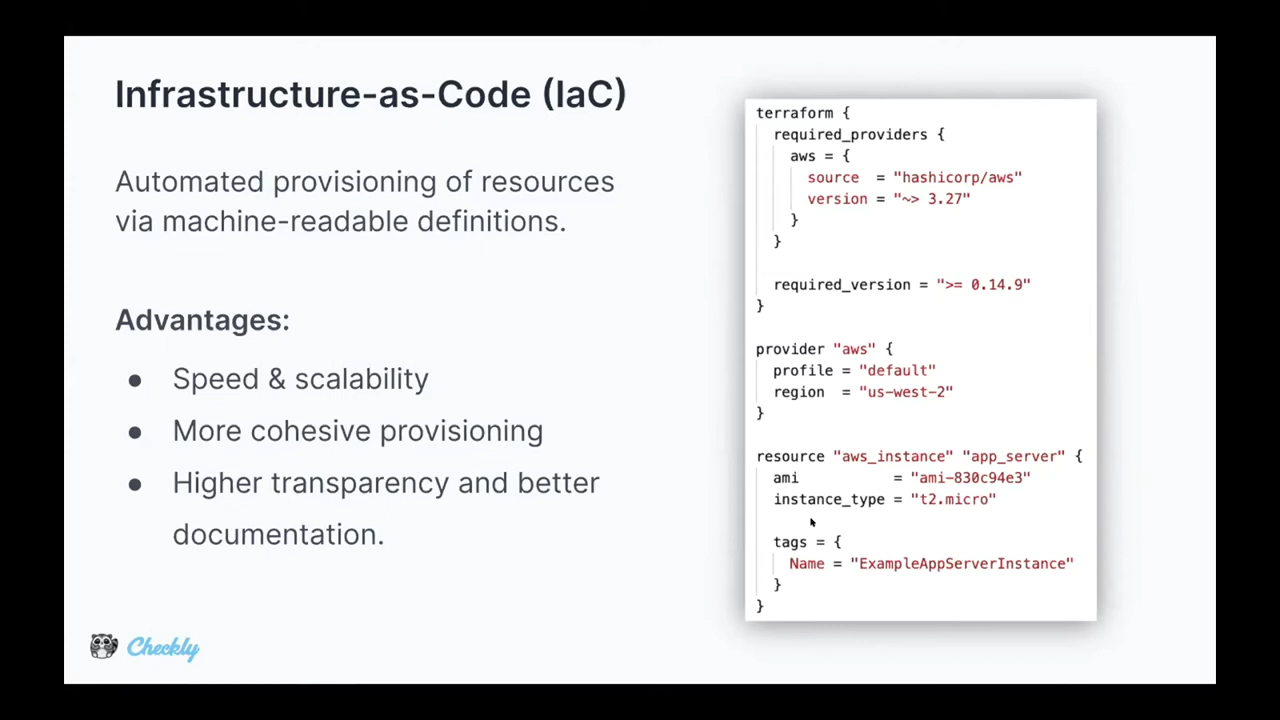 Infrastructure-as-Code (IaC)
Automated provisioning of resources
via machine-readable definitions.
Advantages:
● Speed & scalability
● More cohesive provisioning
● Higher transparency and better
documentation.
Checkly
terraform {
  required_providers {
    aws = {
      source  = "hashicorp/aws"
      version = "~> 3.27"
    }
  }

  required_version = ">= 0.14.9"
}

provider "aws" {
  profile = "default"
  region  = "us-west-2"
}

resource "aws_instance" "app_server" {
  ami           = "ami-830c94e3"
  instance_type = "t2.micro"

  tags = {
    Name = "ExampleAppServerInstance"
  }
}